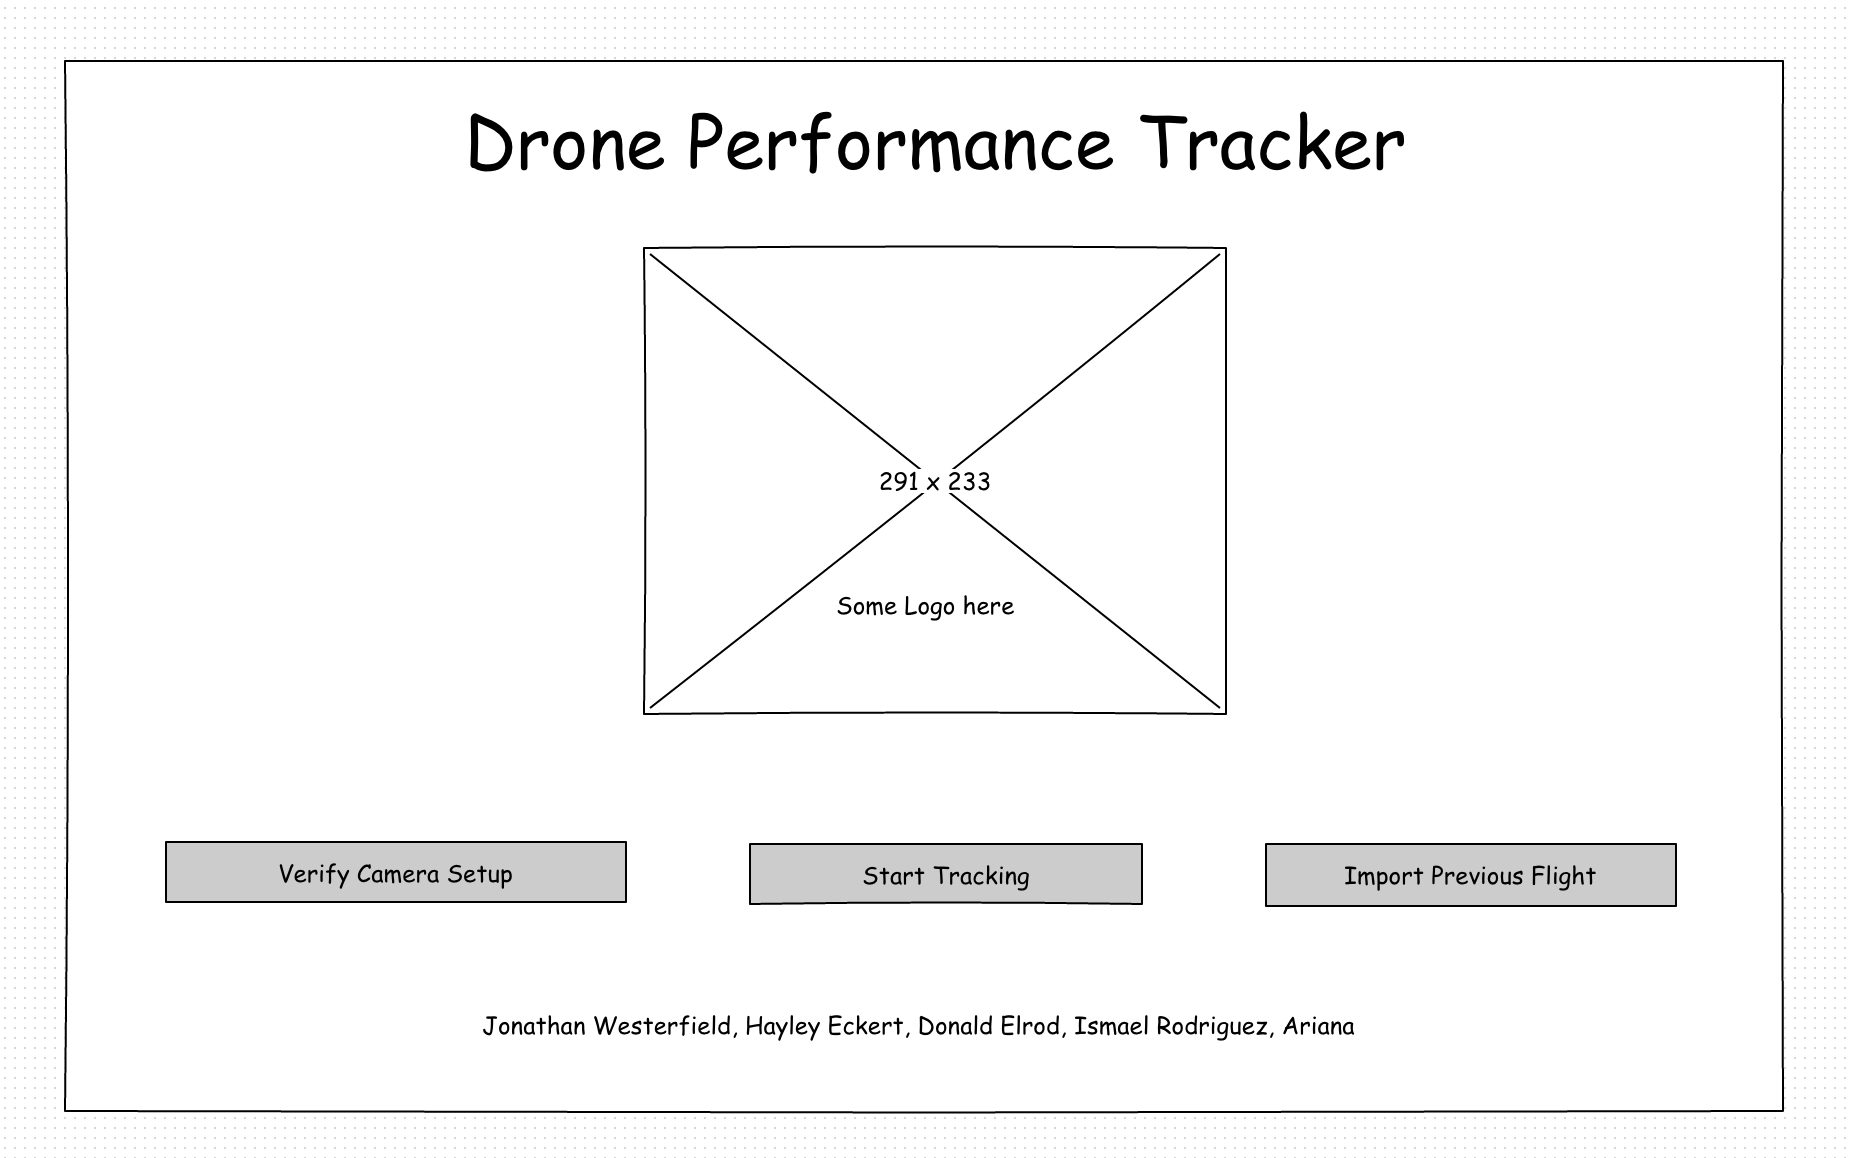 Drone Performance Tracker
291 x 233
Some Logo here
Verify Camera Setup
Start Tracking
Import Previous Flight
Jonathan Westerfield, Hayley Eckert, Donald Elrod, Ismael Rodriguez, Ariana